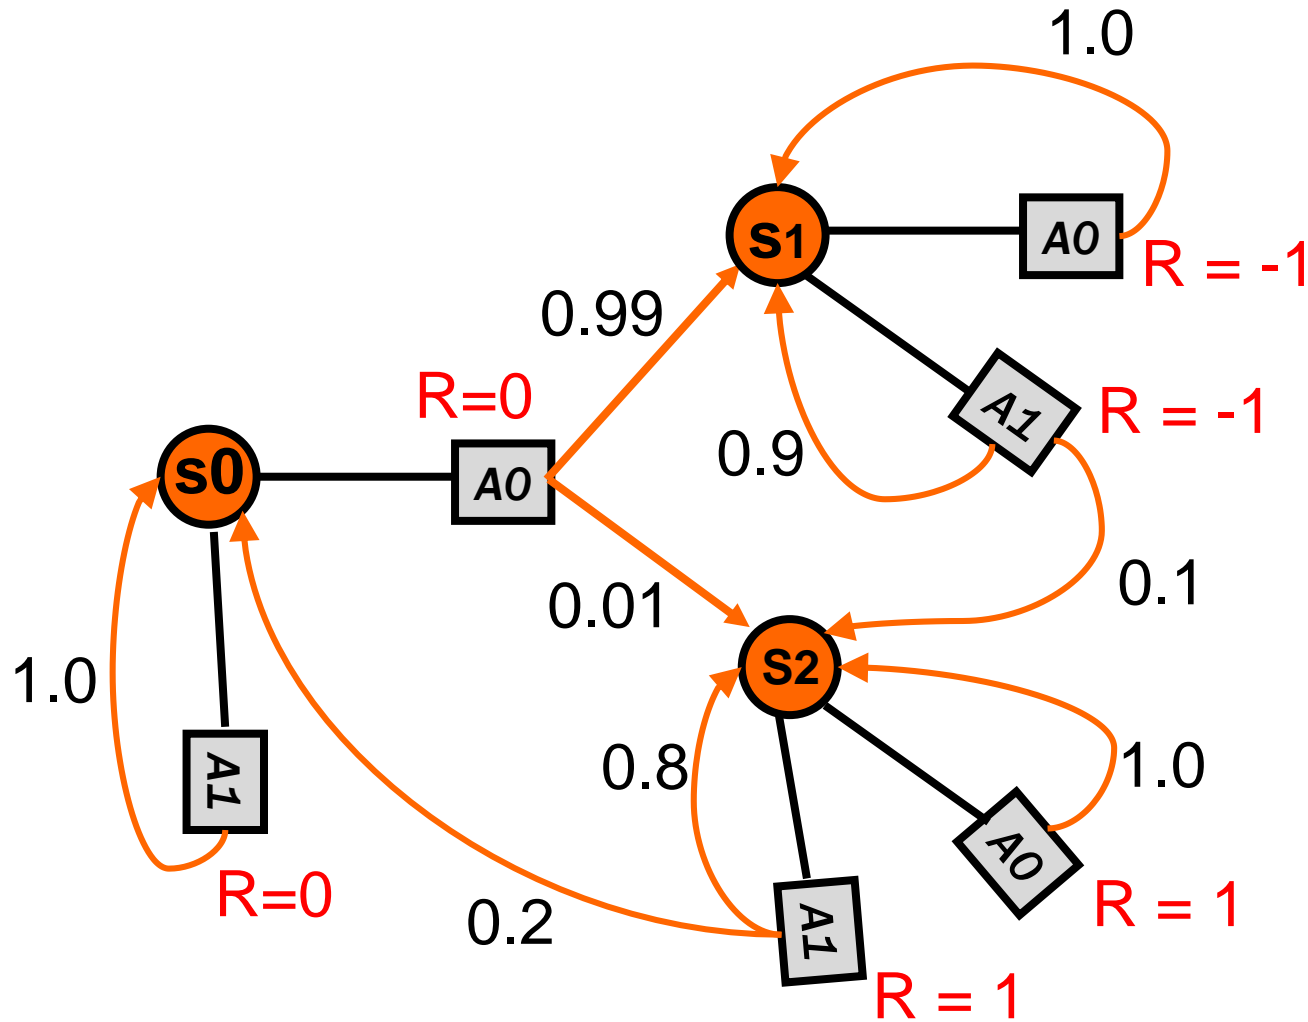 1.0
S1
A0
R = -1
0.99
R=0
A1
R = -1
0.9
s0
A0
0.01
0.1
1.0
S2
0.8
1.0
A1
A0
R=0
0.2
A1
R = 1
R = 1